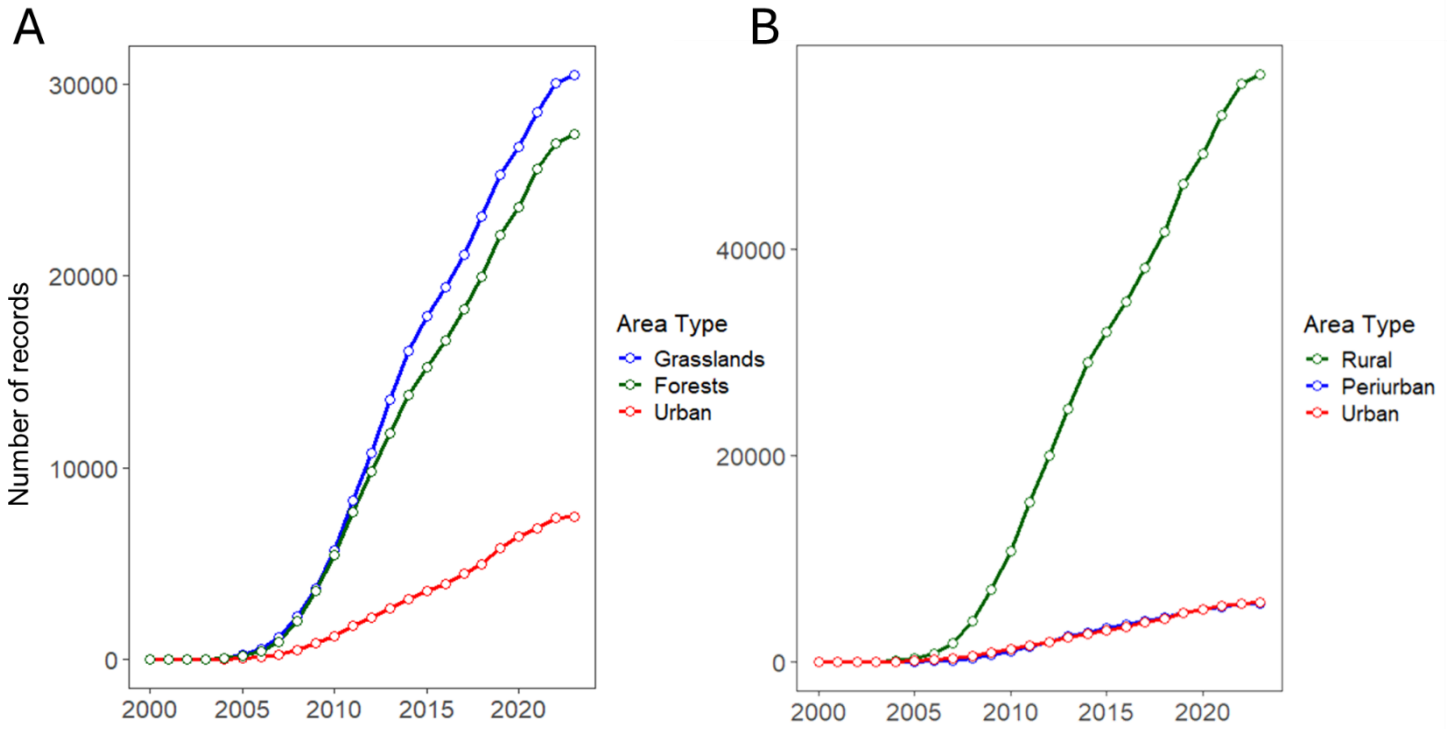 A
B
Number of records
30000
20000
10000
0
2000 2005 2010 2015 2020
Area Type
Grasslands
Forests
Urban
40000
20000
0
2000 2005 2010 2015 2020
Area Type
Rural
Periurban
Urban